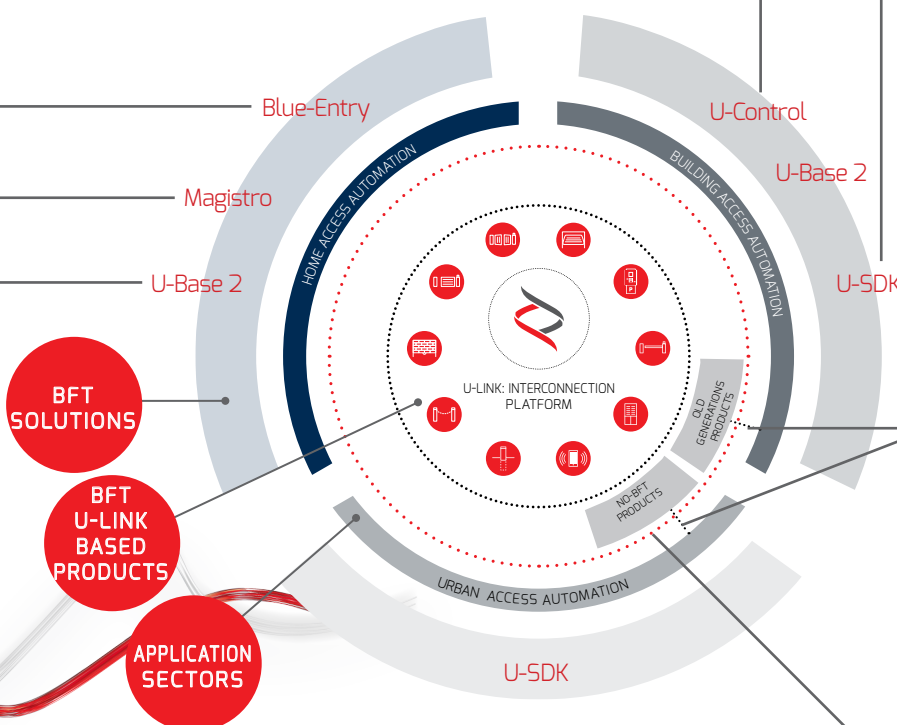 Blue-Entry
U-Control
HOME ACCESS AUTOMATION
BUILDING ACCESS AUTOMATION
U-Base 2
Magistro
U-Base 2
U-SDK
BFT
SOLUTIONS
U-LINK: INTERCONNECTION
PLATFORM
OLD
GENERATIONS
PRODUCTS
P
BFT
U-LINK
BASED
PRODUCTS
NO-BFT
PRODUCTS
URBAN ACCESS AUTOMATION
APPLICATION
SECTORS
U-SDK